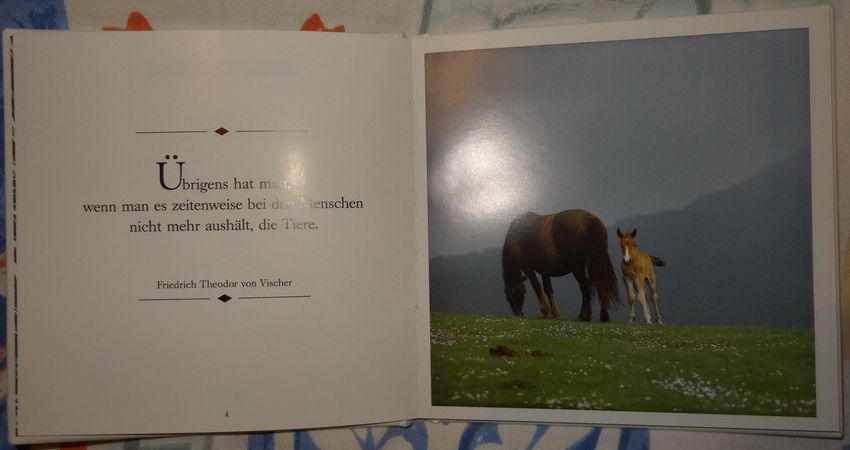 Übrigens hat man,
wenn man es zeitenweise bei den Menschen
nicht mehr aushält, die Tiere.
Friedrich Theodor von Vischer
4